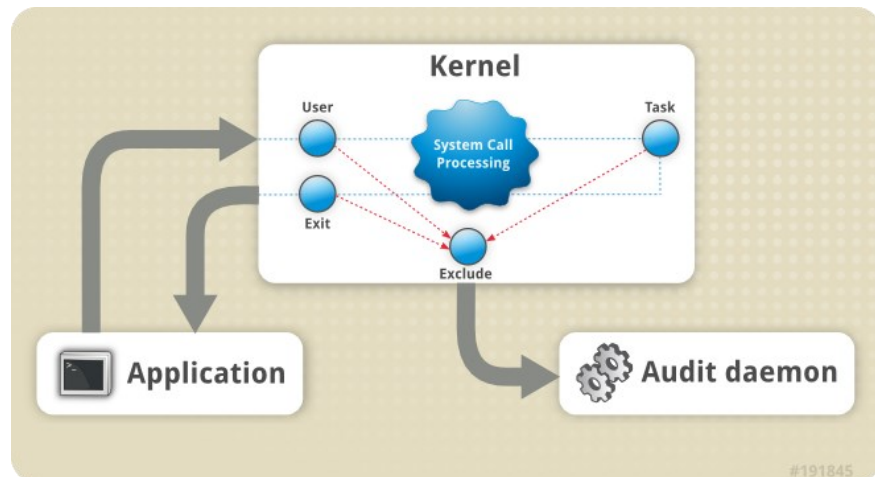 Kernel
User
Task
System Call
Processing
Exit
Exclude
>_
Application
Audit daemon
#191845